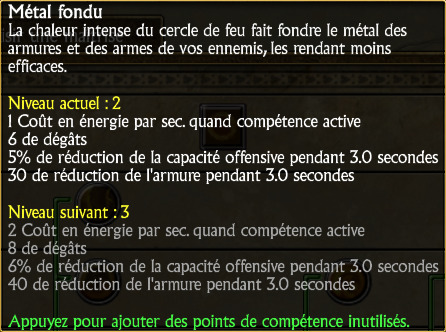 Métal fondu
La chaleur intense du cercle de feu fait fondre le métal des
armures et des armes de vos ennemis, les rendant moins
efficaces.
Niveau actuel : 2
1 Coût en énergie par sec. quand compétence active
6 de dégâts
5% de réduction de la capacité offensive pendant 3.0 secondes
30 de réduction de l'armure pendant 3.0 secondes
Niveau suivant : 3
2 Coût en énergie par sec. quand compétence active
8 de dégâts
6% de réduction de la capacité offensive pendant 3.0 secondes
40 de réduction de l'armure pendant 3.0 secondes
Appuyez pour ajouter des points de compétence inutilisés.